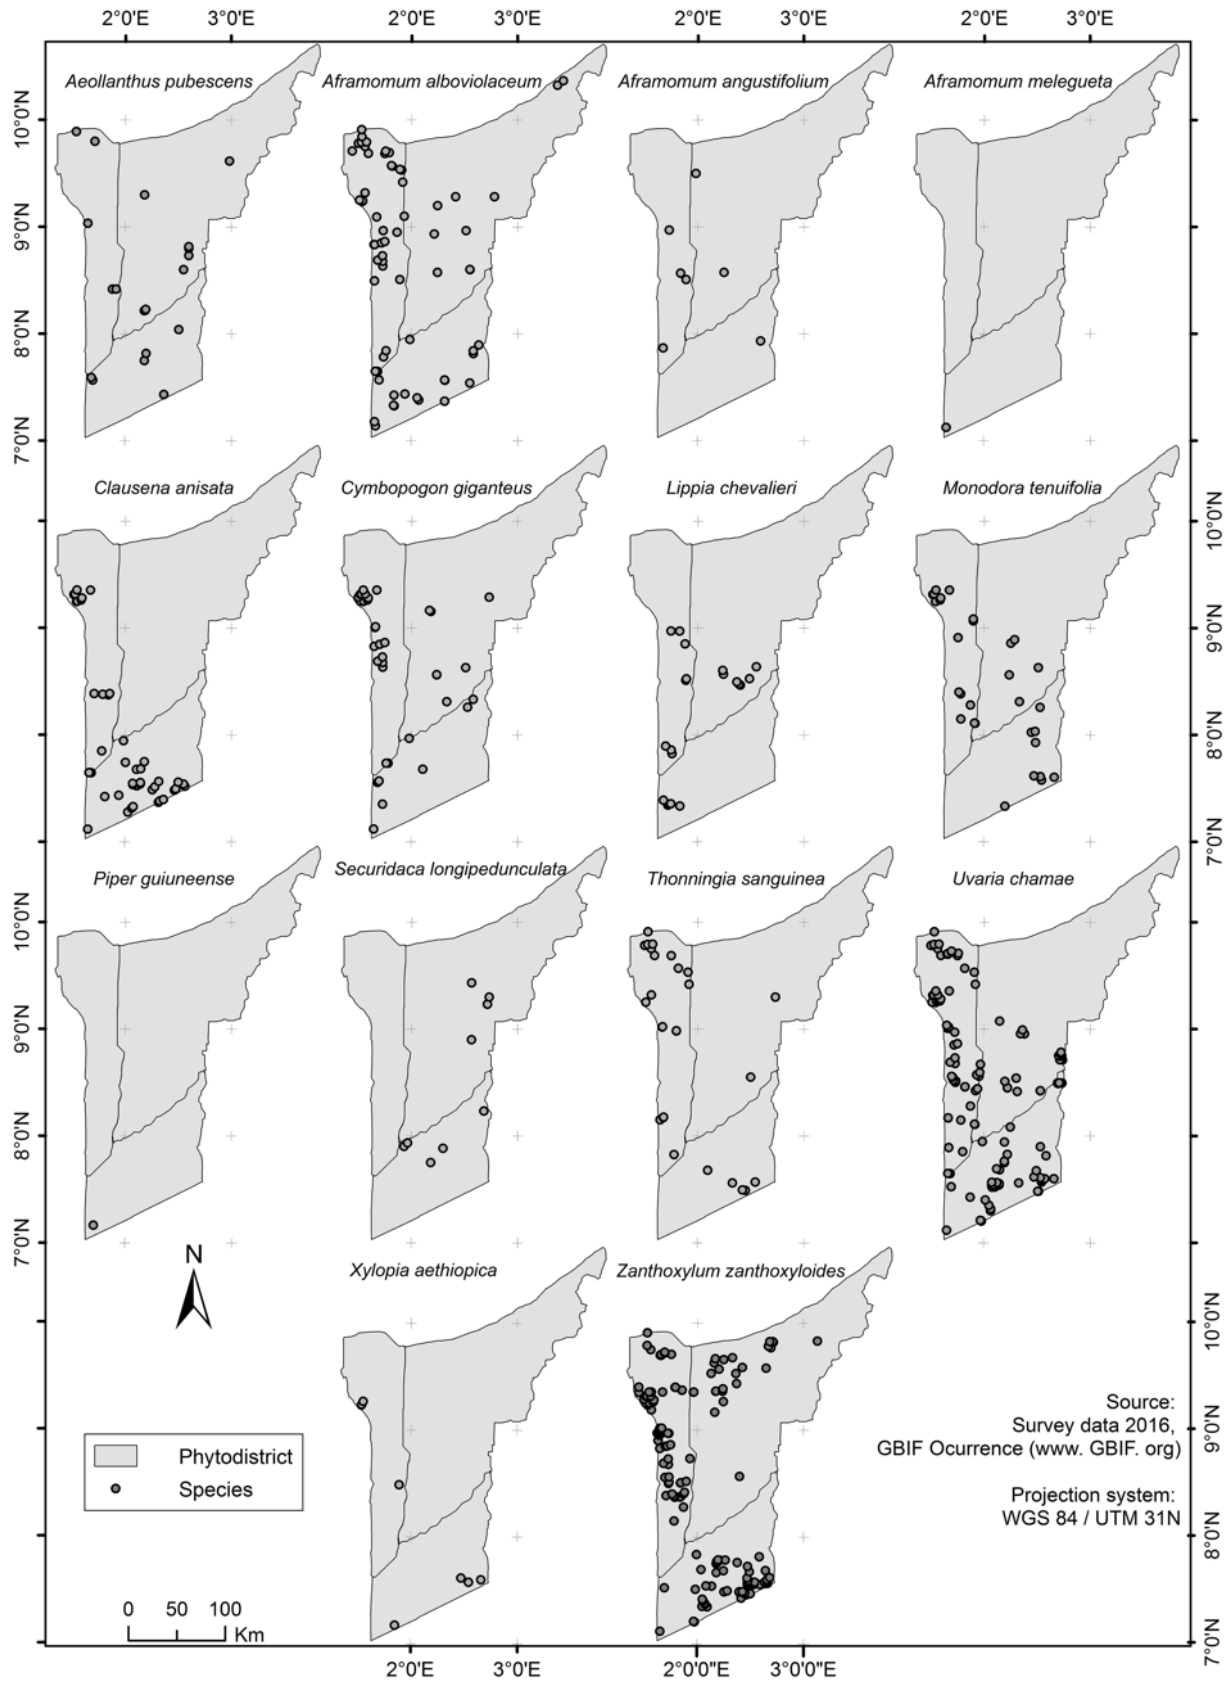 2°0'E 3°0'E 2°0'E 3°0'E 2°0'E 3°0'E 2°0'E 3°0'E
Aeollanthus pubescens
Aframomum alboviolaceum
Aframomum angustifolium
Aframomum melegueta
10°0'N
9°0'N
8°0'N
7°0'N
Clausena anisata
Cymbopogon giganteus
Lippia chevalieri
Monodora tenuifolia
10°0'N
9°0'N
8°0'N
7°0'N
Piper guiuneense
Securidaca longipedunculata
Thonningia sanguinea
Uvaria chamae
10°0'N
9°0'N
8°0'N
7°0'N
N
Xylopia aethiopica
Zanthoxylum zanthoxyloides
10°0'N
9°0'N
8°0'N
7°0'N
Phytodistrict
Species
Source:
Survey data 2016,
GBIF Ocurrence (www. GBIF. org)
Projection system:
WGS 84 / UTM 31N
0 50 100
Km
2°0'E 3°0'E 2°0'0"E 3°0'0"E